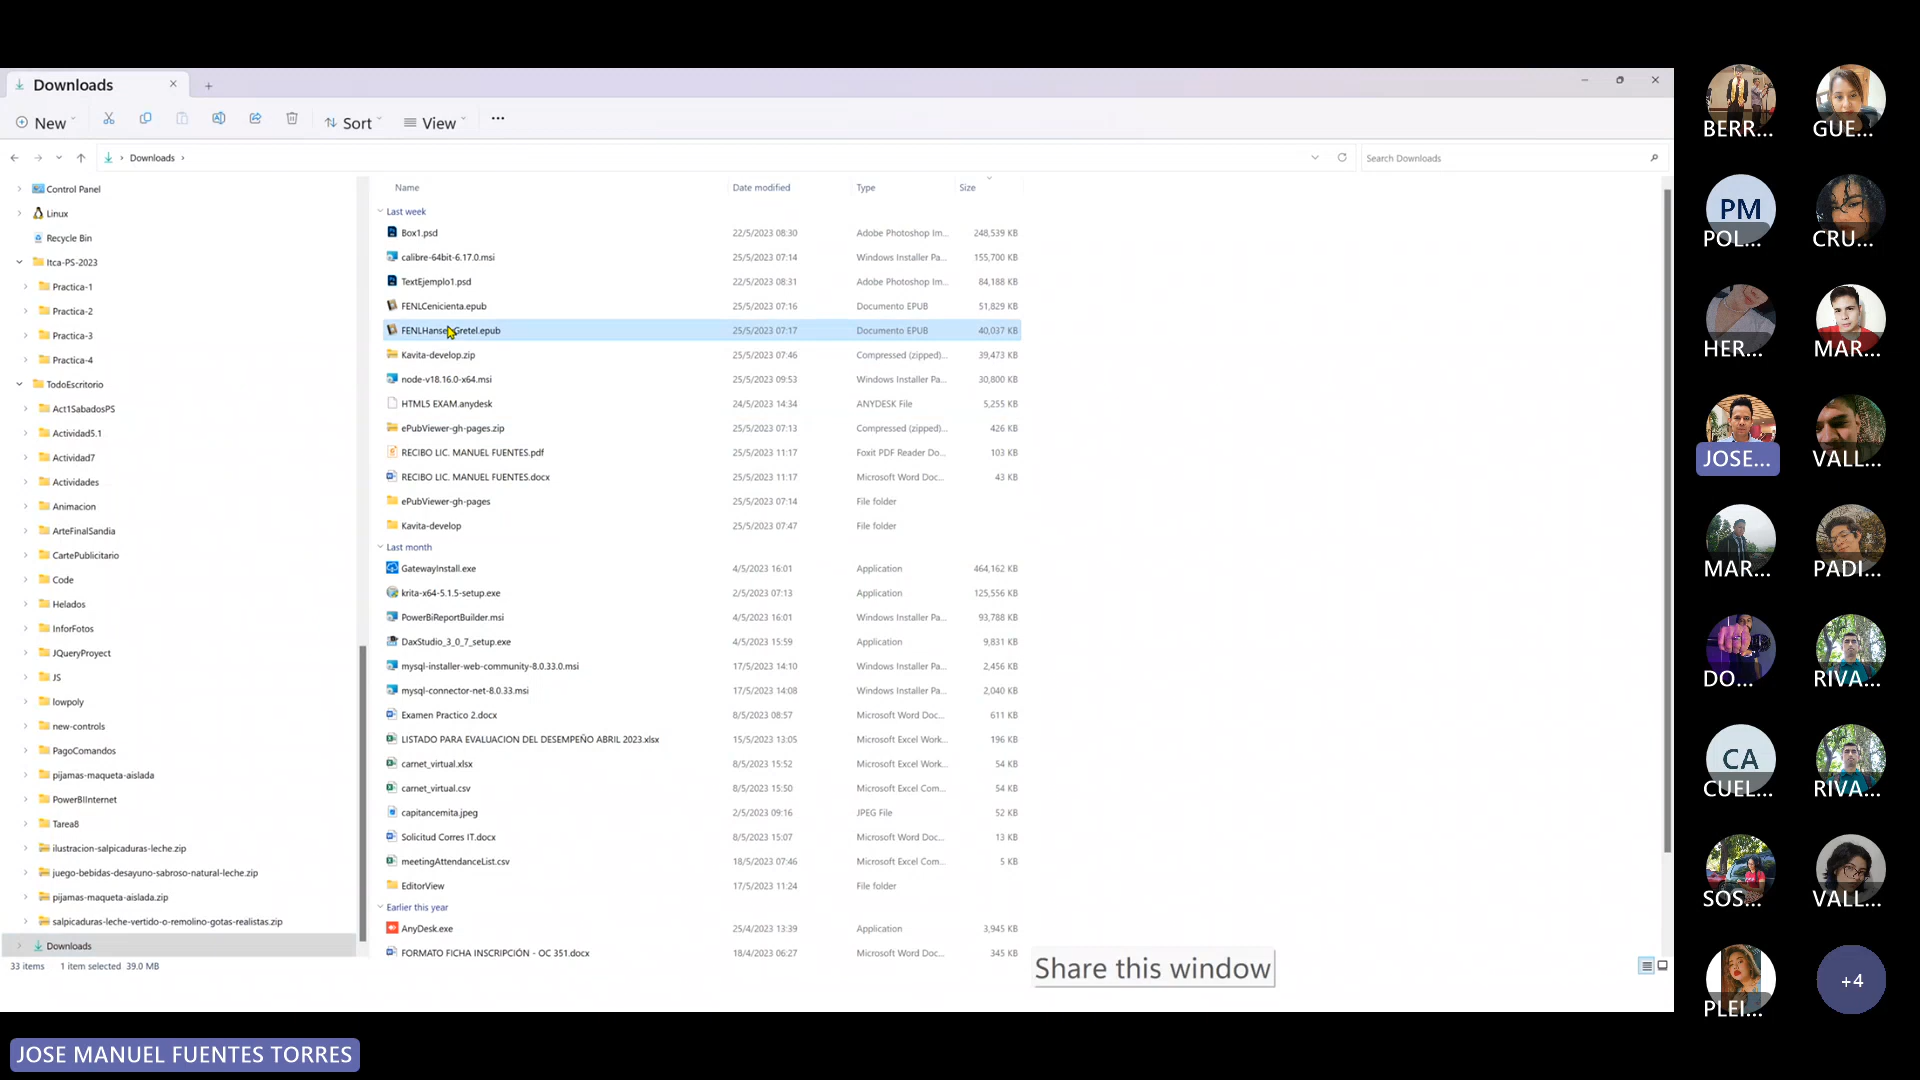 Downloads
New
Sort
View
Downloads
Search Downloads
Control Panel
Linux
Recycle Bin
Itca-PS-2023
Practica-1
Practica-2
Practica-3
Practica-4
TodoEscritorio
Act1SabadosPS
Actividad5.1
Actividad7
Actividades
Animacion
ArteFinalSandia
CartePublicitario
Code
Helados
InforFotos
JQueryProyect
JS
lowpoly
new-controls
PagoComandos
pijamas-maqueta-aislada
PowerBIInternet
Tarea8
ilustracion-salpicaduras-leche.zip
juego-bebidas-desayuno-sabroso-natural-leche.zip
pijamas-maqueta-aislada.zip
salpicaduras-leche-vertido-o-remolino-gotas-realistas.zip
Downloads
33 items 1 item selected 39.0 MB
Name Date modified Type Size
Last week
Box1.psd 22/5/2023 08:30 Adobe Photoshop Im... 248,539 KB
calibre-64bit-6.17.0.msi 25/5/2023 07:14 Windows Installer Pa... 155,700 KB
TextEjemplo1.psd 22/5/2023 08:31 Adobe Photoshop Im... 84,188 KB
FENLCenicienta.epub 25/5/2023 07:16 Documento EPUB 51,829 KB
25/5/2023 07:17 Documento EPUB 40,037 KB
Kavita-develop.zip 25/5/2023 07:46 Compressed (zipped)... 39,473 KB
node-v18.16.0-x64.msi 25/5/2023 09:53 Windows Installer Pa... 30,800 KB
HTML5 EXAM.anydesk 24/5/2023 14:34 ANYDESK File 5,255 KB
ePubViewer-gh-pages.zip 25/5/2023 07:13 Compressed (zipped)... 426 KB
RECIBO LIC. MANUEL FUENTES.pdf 25/5/2023 11:17 Foxit PDF Reader Do... 103 KB
RECIBO LIC. MANUEL FUENTES.docx 25/5/2023 11:17 Microsoft Word Doc... 43 KB
ePubViewer-gh-pages 25/5/2023 07:14 File folder
Kavita-develop 25/5/2023 07:47 File folder
Last month
GatewayInstall.exe 4/5/2023 16:01 Application 464,162 KB
krita-x64-5.1.5-setup.exe 2/5/2023 07:13 Application 125,556 KB
PowerBiReportBuilder.msi 4/5/2023 16:01 Windows Installer Pa... 93,788 KB
DaxStudio_3_0_7_setup.exe 4/5/2023 15:59 Application 9,831 KB
mysql-installer-web-community-8.0.33.0.msi 17/5/2023 14:10 Windows Installer Pa... 2,456 KB
mysql-connector-net-8.0.33.msi 17/5/2023 14:08 Windows Installer Pa... 2,040 KB
Examen Practico 2.docx 8/5/2023 08:57 Microsoft Word Doc... 611 KB
LISTADO PARA EVALUACION DEL DESEMPEÑO ABRIL 2023.xlsx 15/5/2023 13:05 Microsoft Excel Work... 196 KB
carnet_virtual.xlsx 8/5/2023 15:52 Microsoft Excel Work... 54 KB
carnet_virtual.csv 8/5/2023 15:50 Microsoft Excel Com... 54 KB
capitancemita.jpeg 2/5/2023 09:16 JPEG File 52 KB
Solicitud Corres IT.docx 8/5/2023 15:07 Microsoft Word Doc... 13 KB
meetingAttendanceList.csv 18/5/2023 07:46 Microsoft Excel Com... 5 KB
EditorView 17/5/2023 11:24 File folder
Earlier this year
AnyDesk.exe 25/4/2023 13:39 Application 3,945 KB
FORMATO FICHA INSCRIPCIÓN - OC 351.docx 18/4/2023 06:27 Microsoft Word Doc... 345 KB
Share this window
BERR... GUE...
PM
POL... CRU...
HER... MAR...
JOSE... VALL...
MAR... PADI...
DO... RIVA...
CA
CUEL... RIVA...
SOS... VALL...
PLEI... +4
JOSE MANUEL FUENTES TORRES